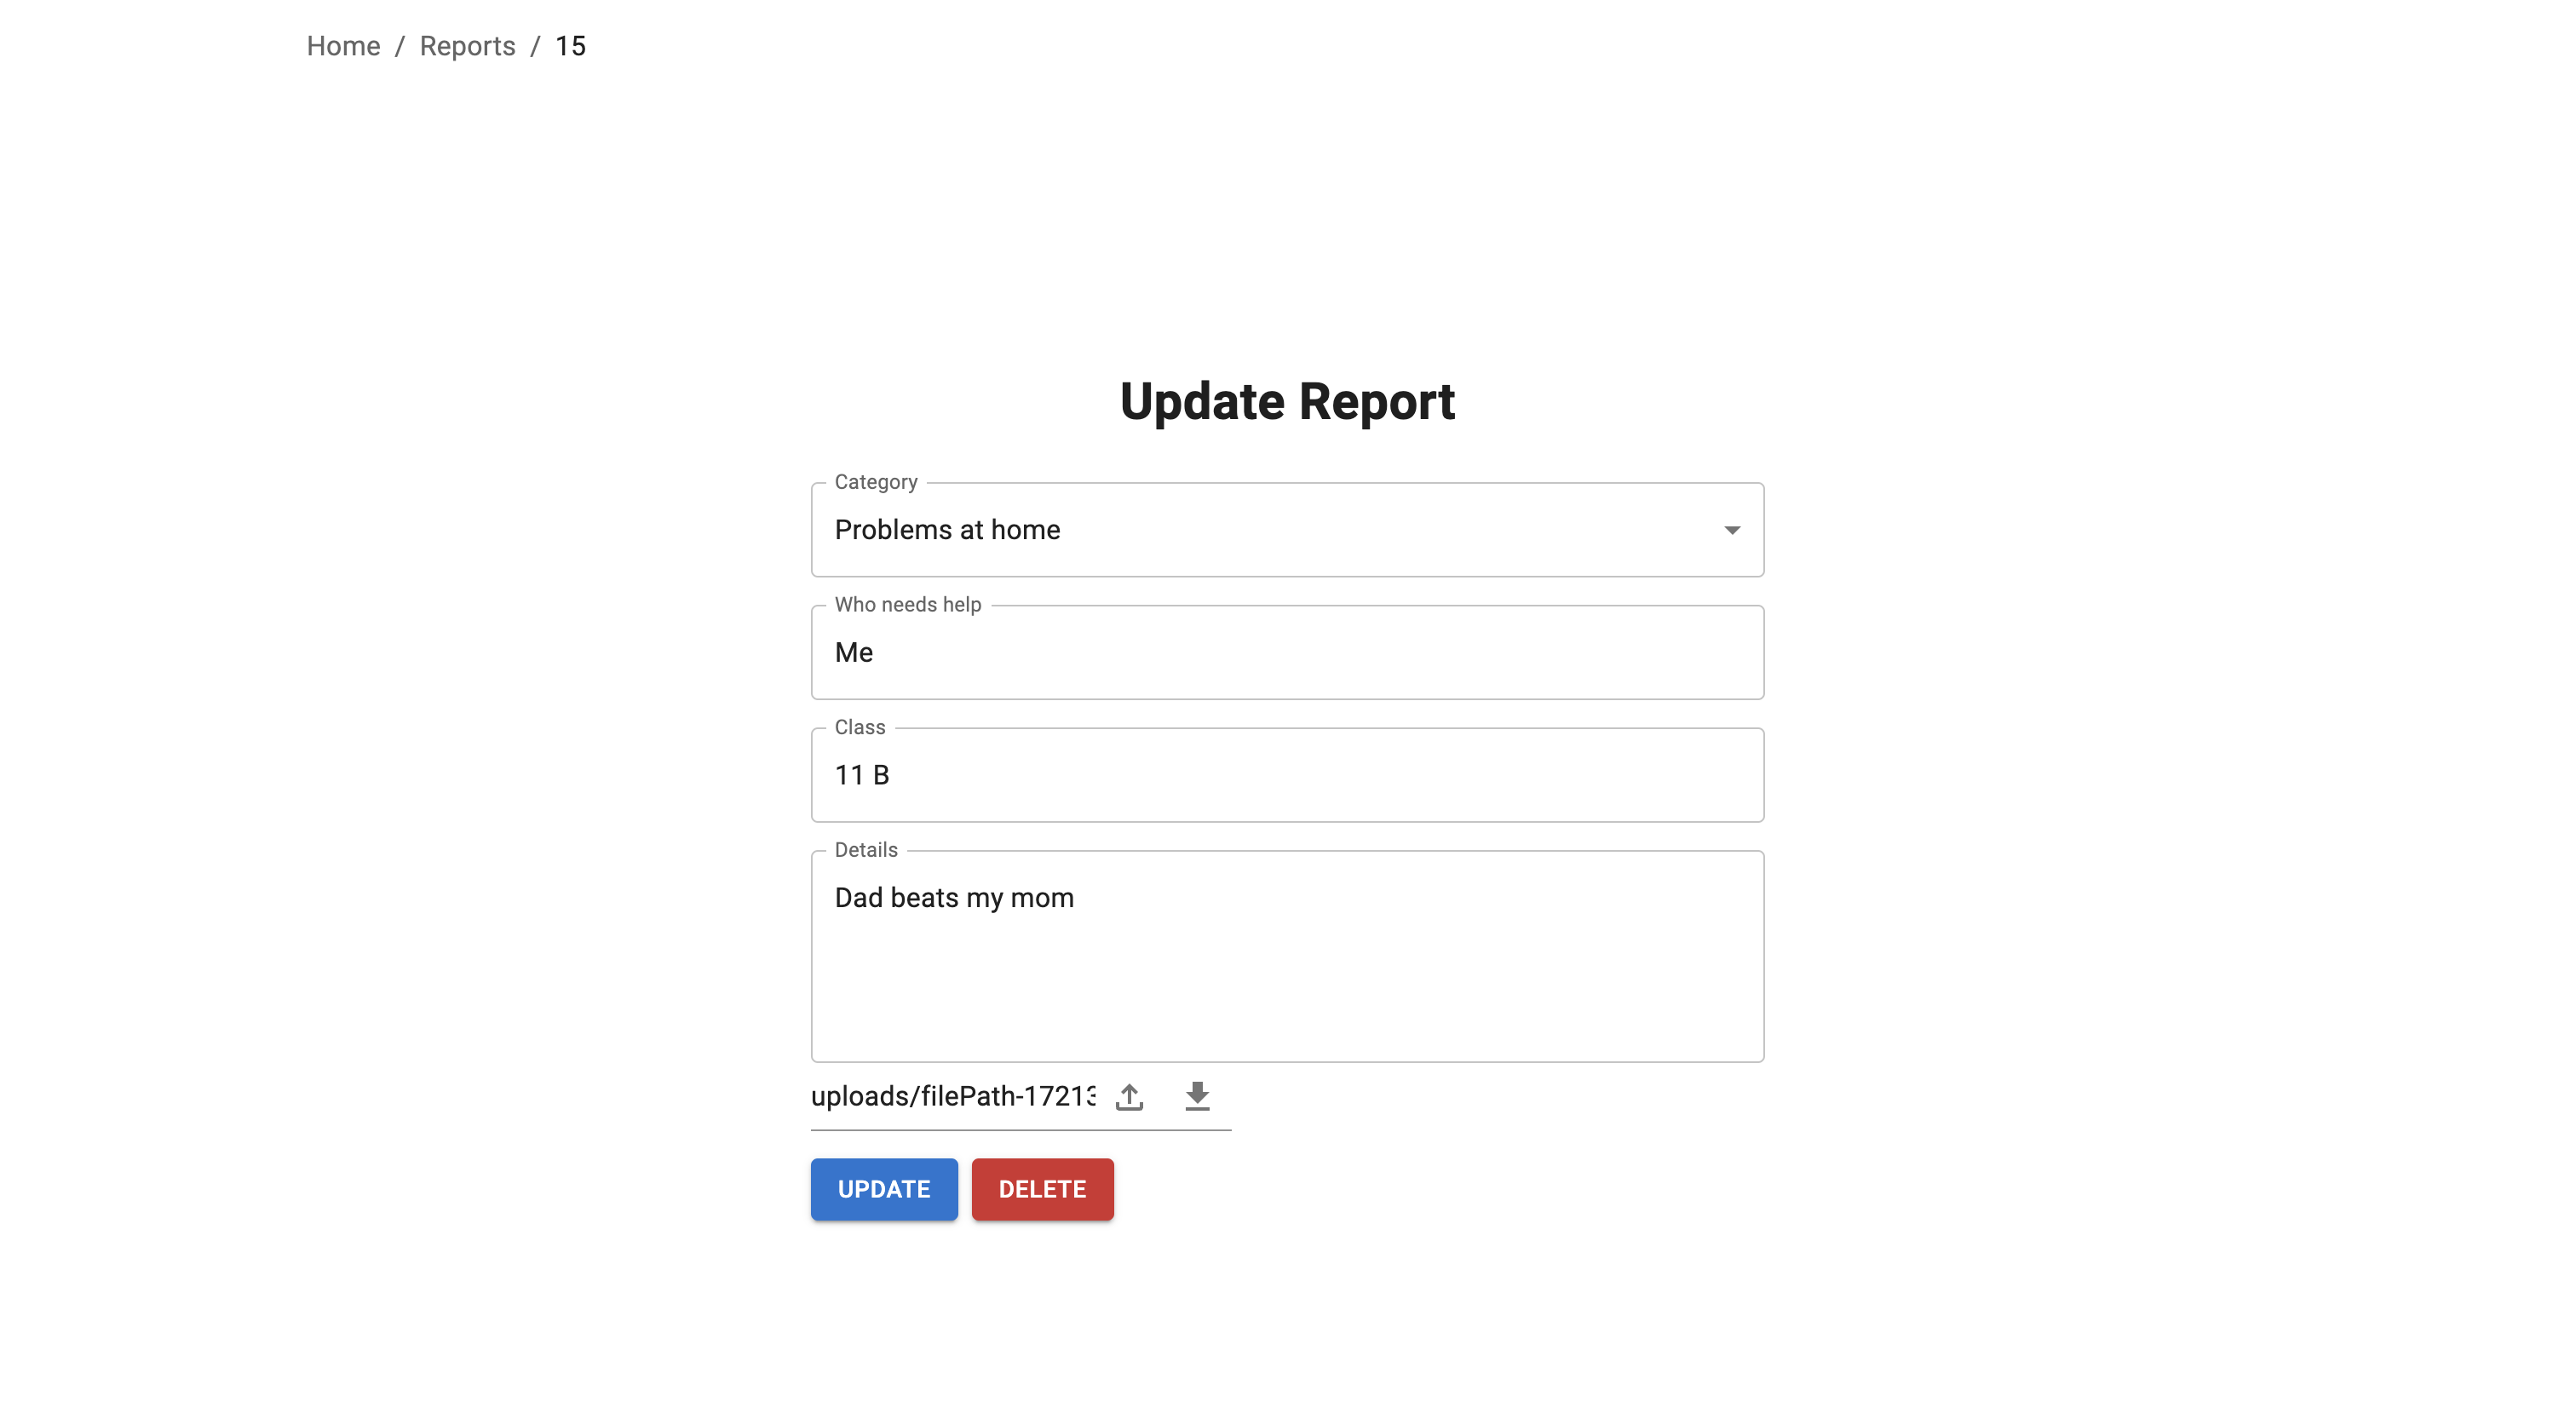 Home / Reports / 15
Update Report
Category
Problems at home
Who needs help
Me
Class
11 B
Details
Dad beats my mom
uploads/filePath-1721
UPDATE DELETE